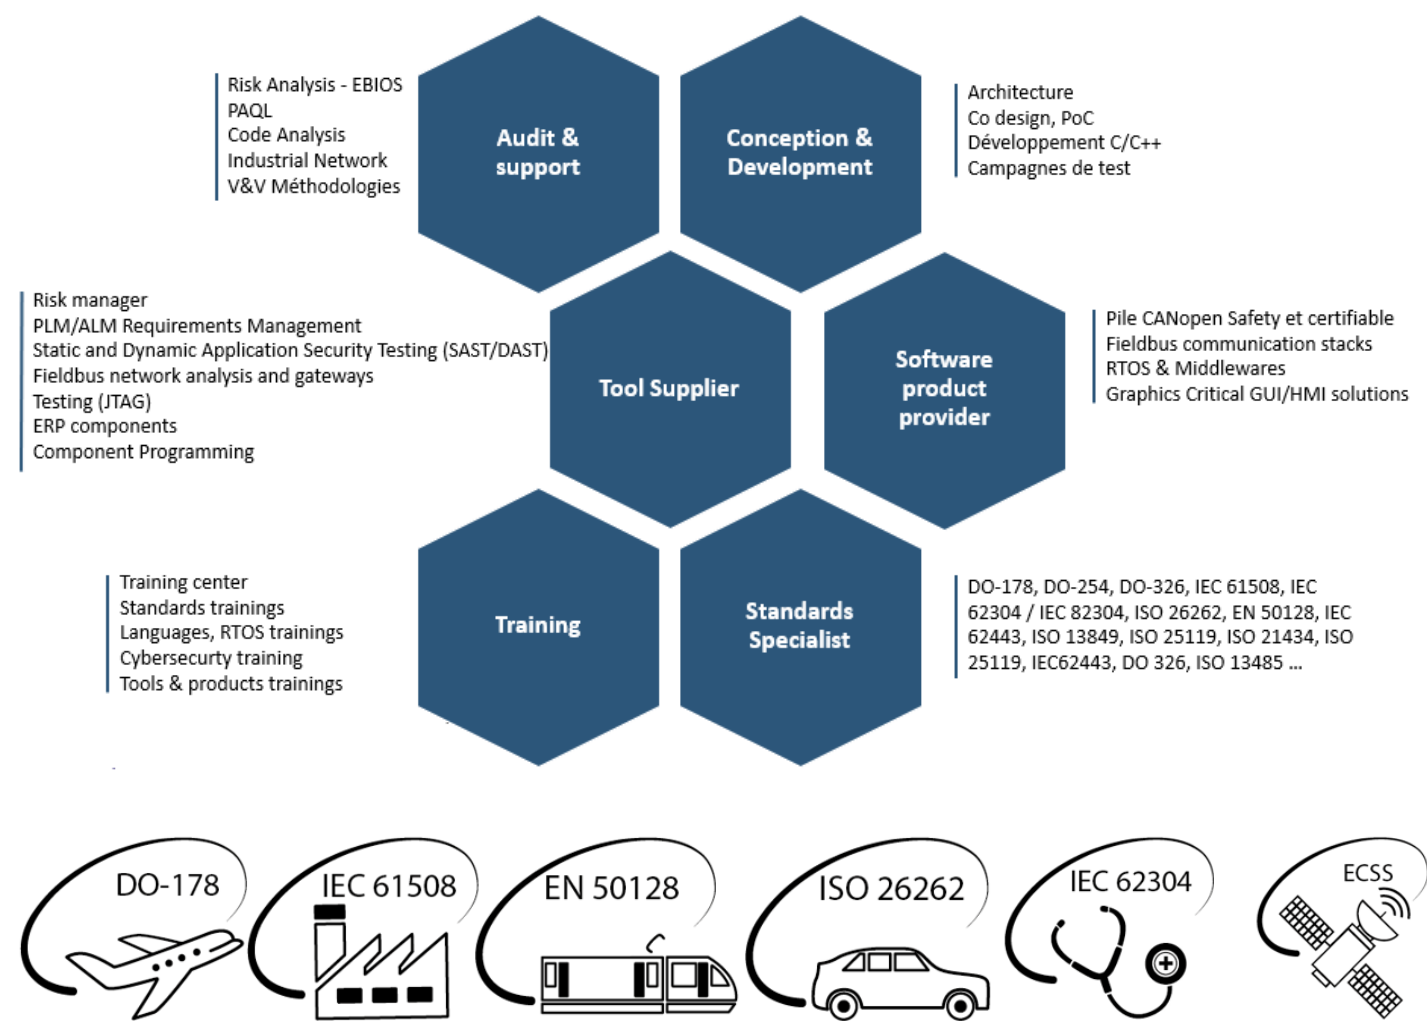 Risk Analysis - EBIOS
PAQL
Code Analysis
Industrial Network
V&V Méthodologies
Audit &
support
Conception &
Development
Architecture
Co design, PoC
Développement C/C++
Campagnes de test
Risk manager
PLM/ALM Requirements Management
Static and Dynamic Application Security Testing (SAST/DAST)
Fieldbus network analysis and gateways
Testing (JTAG)
ERP components
Component Programming
Tool Supplier
Software
product
provider
Pile CANopen Safety et certifiable
Fieldbus communication stacks
RTOS & Middlewares
Graphics Critical GUI/HMI solutions
Training center
Standards trainings
Languages, RTOS trainings
Cybersecurty training
Tools & products trainings
Training
Standards
Specialist
DO-178, DO-254, DO-326, IEC 61508, IEC
62304 / IEC 82304, ISO 26262, EN 50128, IEC
62443, ISO 13849, ISO 25119, ISO 21434, ISO
25119, IEC62443, DO 326, ISO 13485 ...
DO-178
IEC 61508
EN 50128
ISO 26262
IEC 62304
ECSS